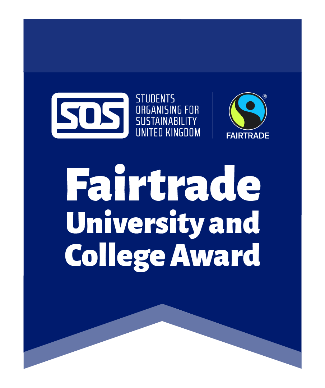 SOS
STUDENTS
ORGANISING FOR
SUSTAINABILITY
UNITED KINGDOM
®
FAIRTRADE
Fairtrade
University and
College Award